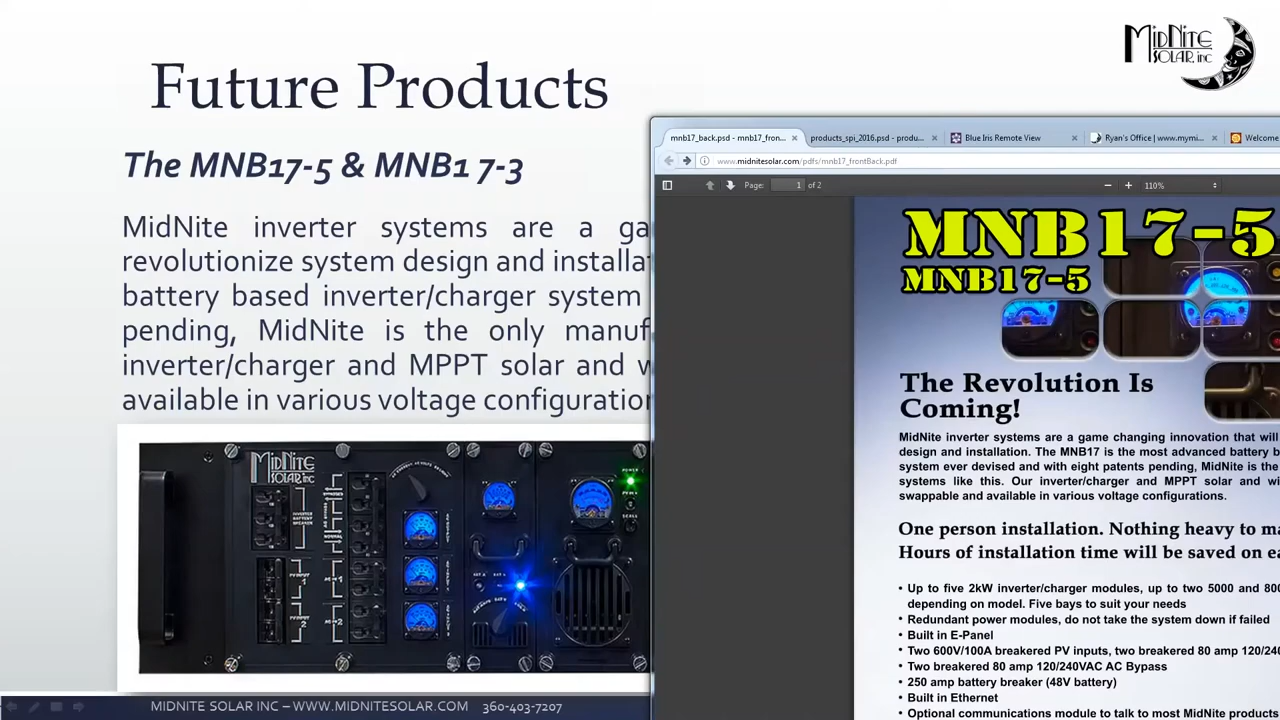 MidNite
Solar, inc
Future Products
The MNB17-5 & MNB1 7-3
MidNite inverter systems are a ga
revolutionize system design and installat
battery based inverter/charger system
pending, MidNite is the only manuf
inverter/charger and MPPT solar and w
available in various voltage configuration
MidNite
Solar inc
MIDNITE SOLAR INC – WWW.MIDNITESOLAR.COM 360-403-7207
mnb17_back.psd - mnb17_fron...
products_spi_2016.psd - produ...
Blue Iris Remote View
Ryan's Office | www.mymi...
Welcome
www.midnitesolar.com/pdfs/mnb17_frontBack.pdf
Page: 1 of 2
110%
MNB17-5
MNB17-5
The Revolution Is
Coming!
MidNite inverter systems are a game changing innovation that will
design and installation. The MNB17 is the most advanced battery b
system ever devised and with eight patents pending, MidNite is the
systems like this. Our inverter/charger and MPPT solar and wi
swappable and available in various voltage configurations.
One person installation. Nothing heavy to ma
Hours of installation time will be saved on ea
• Up to five 2kW inverter/charger modules, up to two 5000 and 800
depending on model. Five bays to suit your needs
• Redundant power modules, do not take the system down if failed
• Built in E-Panel
• Two 600V/100A breakered PV inputs, two breakered 80 amp 120/240
• Two breakered 80 amp 120/240VAC AC Bypass
• 250 amp battery breaker (48V battery)
• Built in Ethernet
• Optional communications module to talk to most MidNite products